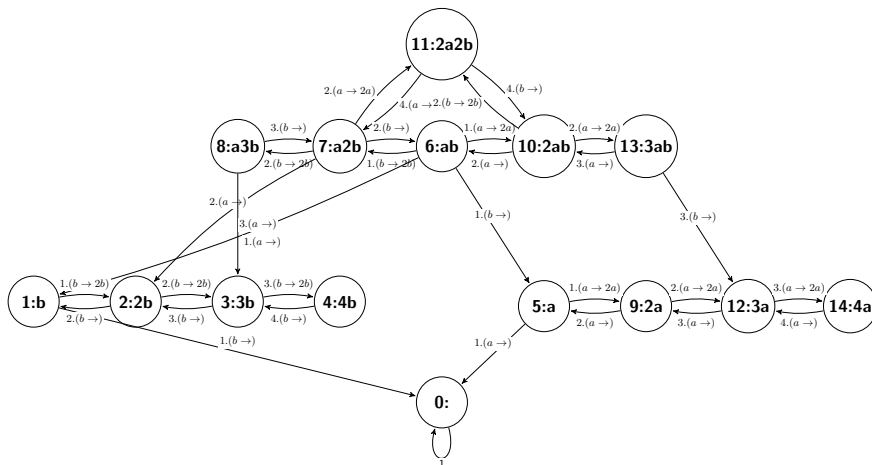 11:2a2b
2.(a → 2a)
4.(b →)
4.(a →
2.(b → 2b)
3.(b →)
2.(b →)
1.(a → 2a)
2.(a → 2a)
8:a3b
7:a2b
6:ab
10:2ab
13:3ab
2.(b → 2b)
1.(b → 2b)
2.(a →)
3.(a →)
2.(a →)
1.(b →)
3.(b →)
3.(a →)
1.(a →)
1.(b → 2b)
2.(b → 2b)
3.(b → 2b)
1.(a → 2a)
2.(a → 2a)
3.(a → 2a)
1:b
2:2b
3:3b
4:4b
5:a
9:2a
12:3a
14:4a
2.(b →)
3.(b →)
4.(b →)
2.(a →)
3.(a →)
4.(a →)
1.(b →)
1.(a →)
0:
1.